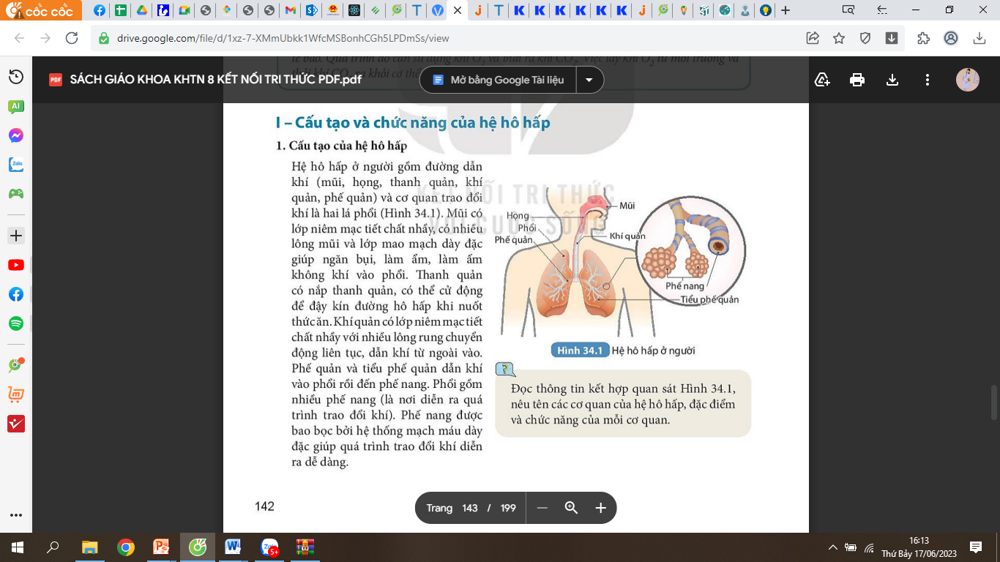 CỐC CỐC
drive.google.com/file/d/1xz-7-XMmUbkk1WfcMSBonhCGh5LPDmSs/view
SÁCH GIÁO KHOA KHTN 8 KẾT NỐI TRI THỨC PDF.pdf
Mở bằng Google Tài liệu
I – Cấu tạo và chức năng của hệ hô hấp
1. Cấu tạo của hệ hô hấp
Hệ hô hấp ở người gồm đường dẫn
khí (mũi, họng, thanh quản, khí
quản, phế quản) và cơ quan trao đổi
khí là hai lá phổi (Hình 34.1). Mũi có
lớp niêm mạc tiết chất nhầy, có nhiều
lông mũi và lớp mao mạch dày đặc
giúp ngăn bụi, làm ẩm, làm ấm
không khí vào phổi. Thanh quản
có nắp thanh quản, có thể cử động
để đậy kín đường hô hấp khi nuốt
thức ăn. Khí quản có lớp niêm mạc tiết
chất nhầy với nhiều lông rung chuyển
động liên tục, dẫn khí từ ngoài vào.
Phế quản và tiểu phế quản dẫn khí
vào phổi rồi đến phế nang. Phổi gồm
nhiều phế nang (là nơi diễn ra quá
trình trao đổi khí). Phế nang được
bao bọc bởi hệ thống mạch máu dày
đặc giúp quá trình trao đổi khí diễn
ra dễ dàng.
KẾT NỐI TRI THỨC
VỚI CUỘC SỐNG
Họng
Phổi
Phế quản
Mũi
Khí quản
Phế nang
Tiểu phế quản
Hình 34.1 Hệ hô hấp ở người
Đọc thông tin kết hợp quan sát Hình 34.1,
nêu tên các cơ quan của hệ hô hấp, đặc điểm
và chức năng của mỗi cơ quan.
142
Trang 143 / 199
16:13
Thứ Bảy 17/06/2023